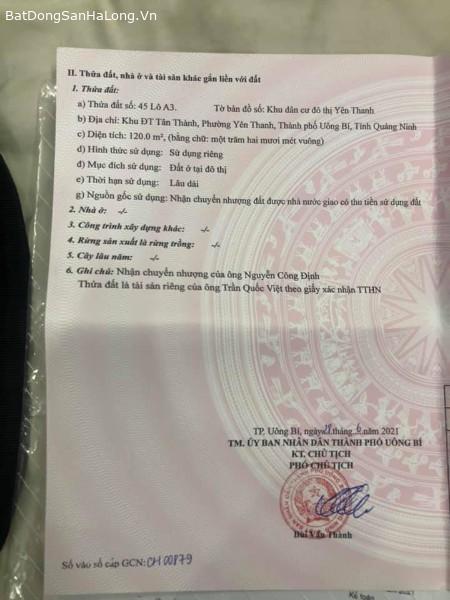 BatDongSanHaLong.Vn
II. Thửa đất, nhà ở và tài sản khác gắn liền với đất
1. Thửa đất:
a) Thửa đất số: 45 Lô A3. Tờ bản đồ số: Khu dân cư đô thị Yên Thanh
b) Địa chỉ: Khu ĐT Tân Thành, Phường Yên Thanh, Thành phố Uông Bí, Tỉnh Quảng Ninh
c) Diện tích: 120.0 m², (bằng chữ: một trăm hai mươi mét vuông)
d) Hình thức sử dụng: Sử dụng riêng
đ) Mục đích sử dụng: Đất ở tại đô thị
e) Thời hạn sử dụng: Lâu dài
g) Nguồn gốc sử dụng: Nhận chuyển nhượng đất được nhà nước giao có thu tiền sử dụng đất
2. Nhà ở: -/-
3. Công trình xây dựng khác: -/-
4. Rừng sản xuất là rừng trồng: -/-
5. Cây lâu năm: -/-
6. Ghi chú: Nhận chuyển nhượng của ông Nguyễn Công Định
Thửa đất là tài sản riêng của ông Trần Quốc Việt theo giấy xác nhận TTHN
TP. Uông Bí, ngày tháng 6 năm 2021
TM. ỦY BAN NHÂN DÂN THÀNH PHỐ UÔNG BÍ
KT. CHỦ TỊCH
PHÓ CHỦ TỊCH
Bùi Văn Thành
Số vào sổ cấp GCN: CH 00879
Kế toán